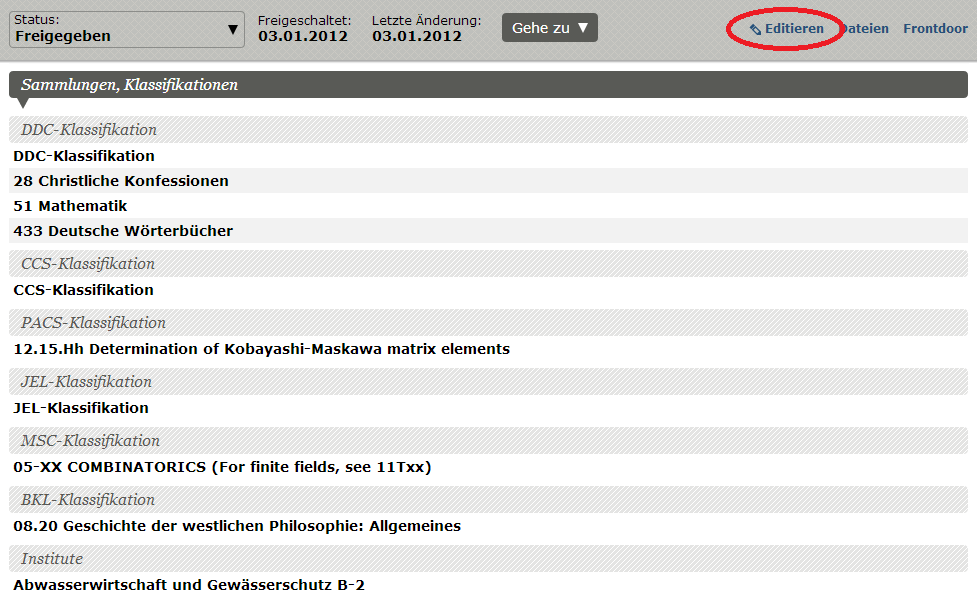 Status:
Freigegeben ▼
Freigeschaltet:
03.01.2012
Letzte Änderung:
03.01.2012
Gehe zu ▼
Editieren
Dateien
Frontdoor
Sammlungen, Klassifikationen
DDC-Klassifikation
DDC-Klassifikation
28 Christliche Konfessionen
51 Mathematik
433 Deutsche Wörterbücher
CCS-Klassifikation
CCS-Klassifikation
PACS-Klassifikation
12.15.Hh Determination of Kobayashi-Maskawa matrix elements
JEL-Klassifikation
JEL-Klassifikation
MSC-Klassifikation
05-XX COMBINATORICS (For finite fields, see 11Txx)
BKL-Klassifikation
08.20 Geschichte der westlichen Philosophie: Allgemeines
Institute
Abwasserwirtschaft und Gewässerschutz B-2